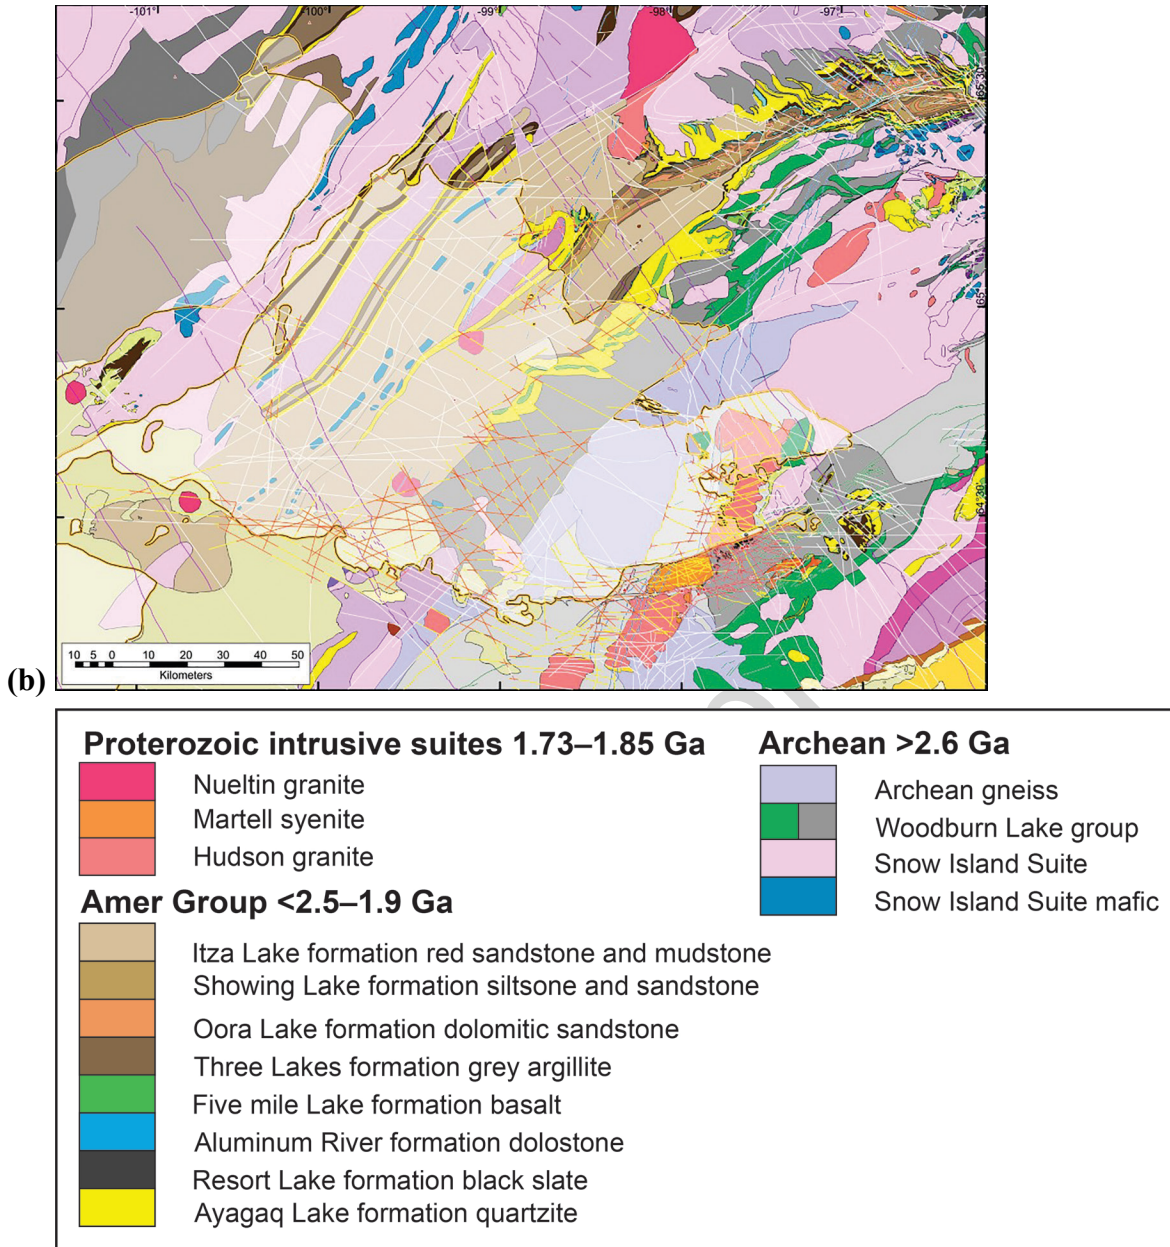 -101° -100° -99° -98° -97°
65°30'
65°
64°30'
10 5 0 10 20 30 40 50
Kilometers
(b)
Proterozoic intrusive suites 1.73–1.85 Ga
Nueltin granite
Martell syenite
Hudson granite
Amer Group <2.5–1.9 Ga
Itza Lake formation red sandstone and mudstone
Showing Lake formation siltsone and sandstone
Oora Lake formation dolomitic sandstone
Three Lakes formation grey argillite
Five mile Lake formation basalt
Aluminum River formation dolostone
Resort Lake formation black slate
Ayagaq Lake formation quartzite
Archean >2.6 Ga
Archean gneiss
Woodburn Lake group
Snow Island Suite
Snow Island Suite mafic